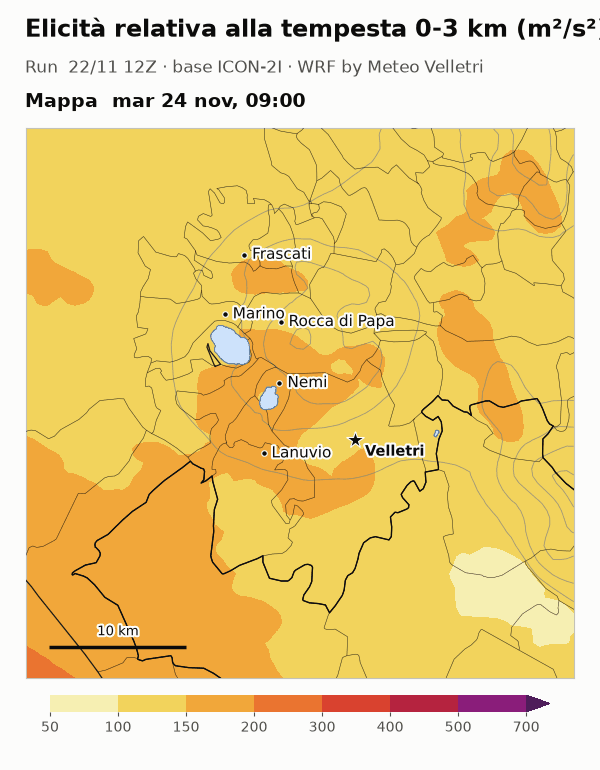 Elicità relativa alla tempesta 0-3 km (m²/s²)
Run  22/11 12Z · base ICON-2I · WRF by Meteo Velletri
Mappa  mar 24 nov, 09:00
Frascati
Marino
Rocca di Papa
Nemi
Velletri
Lanuvio
10 km
50 100 150 200 300 400 500 700